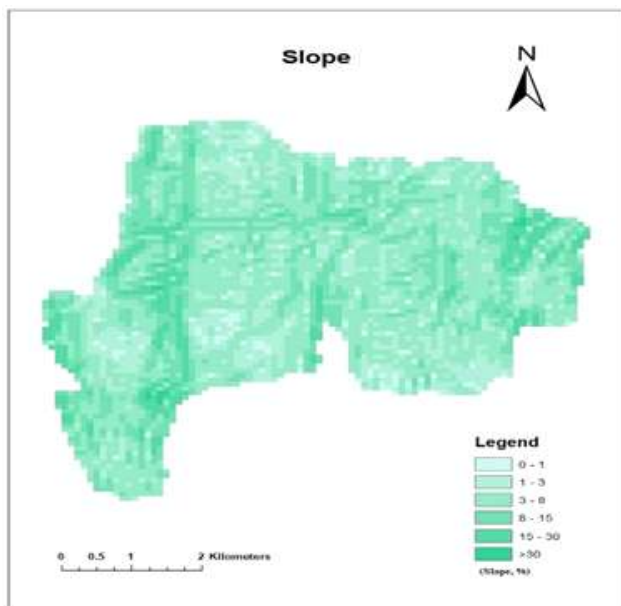 Slope
N
Legend
0 - 1
1 - 3
3 - 8
8 - 15
15 - 30
>30
(Slope, %)
0 0.5 1 2 Kilometers